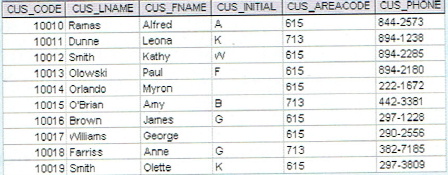 CUS_CODE CUS_LNAME CUS_FNAME CUS_INITIAL CUS_AREACODE CUS_PHONE
10010 Ramas Alfred A 615 844-2573
10011 Dunne Leona K 713 894-1238
10012 Smith Kathy W 615 894-2285
10013 Olowski Paul F 615 894-2180
10014 Orlando Myron 615 222-1672
10015 O'Brian Amy B 713 442-3381
10016 Brown James G 615 297-1228
10017 Williams George 615 290-2556
10018 Farriss Anne G 713 382-7185
10019 Smith Olette K 615 297-3809